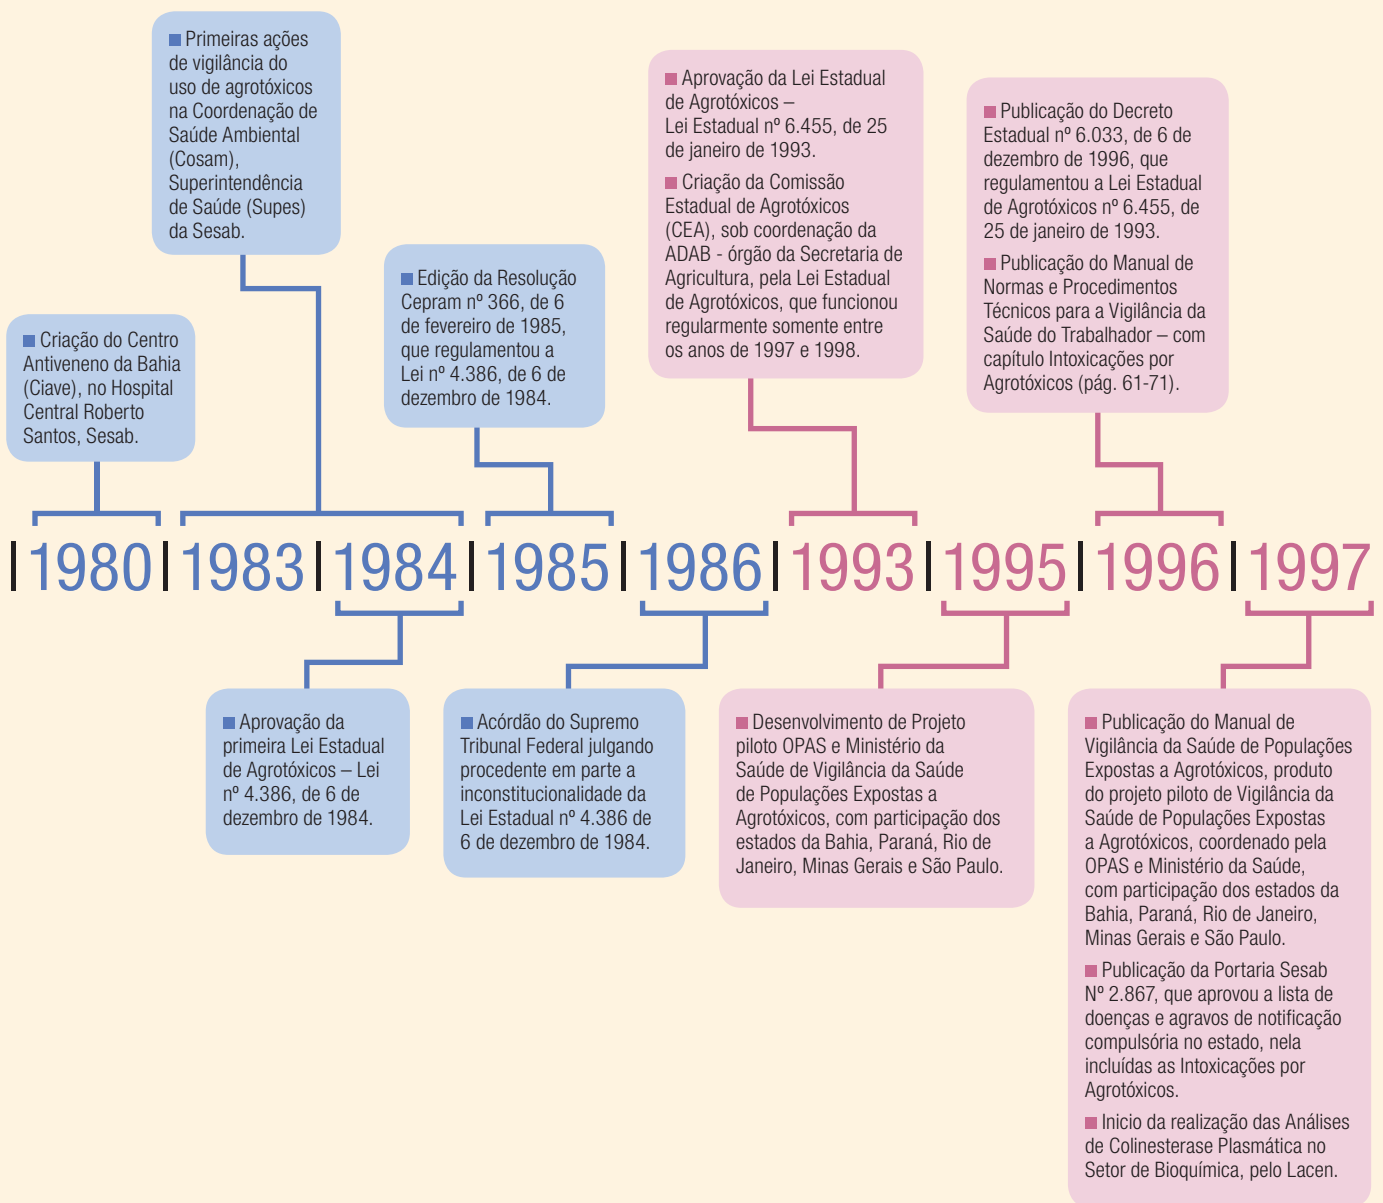 ■ Primeiras ações
de vigilância do
uso de agrotóxicos
na Coordenação de
Saúde Ambiental
(Cosam),
Superintendência
de Saúde (Supes)
da Sesab.
■ Aprovação da Lei Estadual
de Agrotóxicos –
Lei Estadual nº 6.455, de 25
de janeiro de 1993.
■ Criação da Comissão
Estadual de Agrotóxicos
(CEA), sob coordenação da
ADAB - órgão da Secretaria de
Agricultura, pela Lei Estadual
de Agrotóxicos, que funcionou
regularmente somente entre
os anos de 1997 e 1998.
■ Publicação do Decreto
Estadual nº 6.033, de 6 de
dezembro de 1996, que
regulamentou a Lei Estadual
de Agrotóxicos nº 6.455, de
25 de janeiro de 1993.
■ Publicação do Manual de
Normas e Procedimentos
Técnicos para a Vigilância da
Saúde do Trabalhador – com
capítulo Intoxicações por
Agrotóxicos (pág. 61-71).
■ Edição da Resolução
Cepram nº 366, de 6
de fevereiro de 1985,
que regulamentou a
Lei nº 4.386, de 6 de
dezembro de 1984.
■ Criação do Centro
Antiveneno da Bahia
(Ciave), no Hospital
Central Roberto
Santos, Sesab.
| 1980 | 1983 | 1984 | 1985 | 1986 | 1993 | 1995 | 1996 | 1997
■ Aprovação da
primeira Lei Estadual
de Agrotóxicos – Lei
nº 4.386, de 6 de
dezembro de 1984.
■ Acórdão do Supremo
Tribunal Federal julgando
procedente em parte a
inconstitucionalidade da
Lei Estadual nº 4.386 de
6 de dezembro de 1984.
■ Desenvolvimento de Projeto
piloto OPAS e Ministério da
Saúde de Vigilância da Saúde
de Populações Expostas a
Agrotóxicos, com participação dos
estados da Bahia, Paraná, Rio de
Janeiro, Minas Gerais e São Paulo.
■ Publicação do Manual de
Vigilância da Saúde de Populações
Expostas a Agrotóxicos, produto
do projeto piloto de Vigilância da
Saúde de Populações Expostas
a Agrotóxicos, coordenado pela
OPAS e Ministério da Saúde,
com participação dos estados da
Bahia, Paraná, Rio de Janeiro,
Minas Gerais e São Paulo.
■ Publicação da Portaria Sesab
Nº 2.867, que aprovou a lista de
doenças e agravos de notificação
compulsória no estado, nela
incluídas as Intoxicações por
Agrotóxicos.
■ Inicio da realização das Análises
de Colinesterase Plasmática no
Setor de Bioquímica, pelo Lacen.